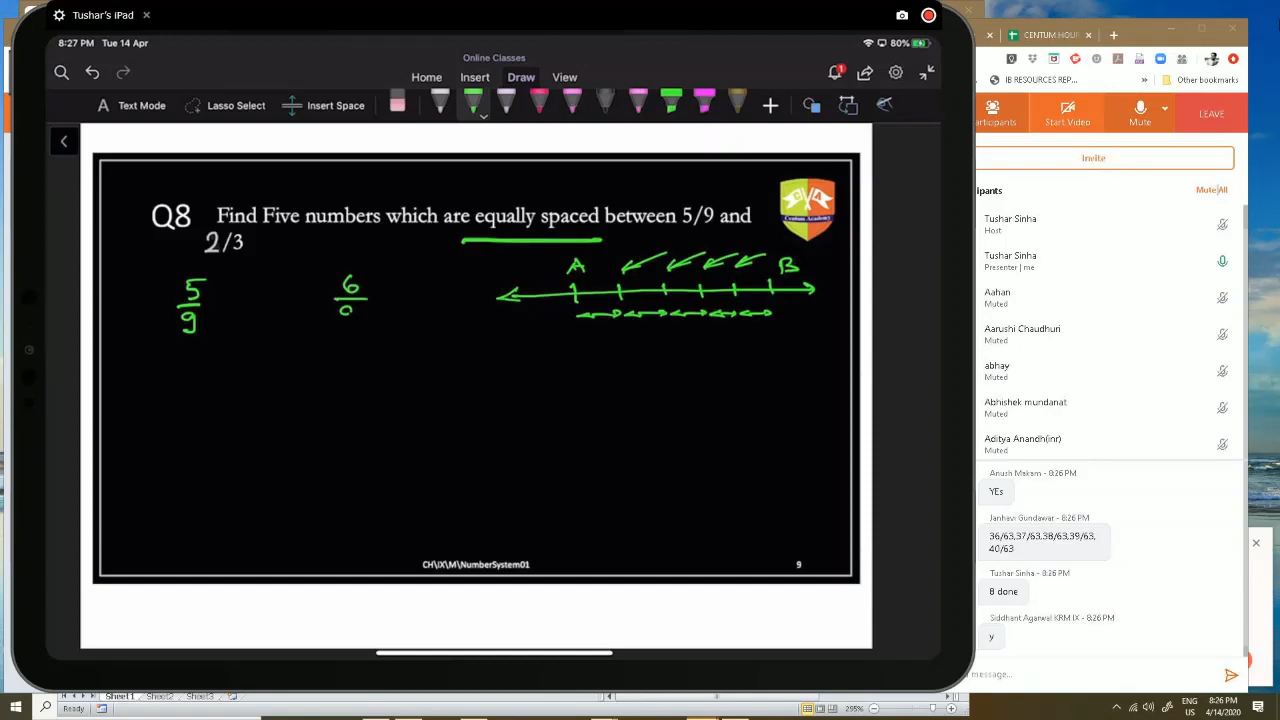 Tushar's iPad
8:27 PM Tue 14 Apr
80%
Online Classes
Home Insert Draw View
Text Mode Lasso Select Insert Space
Q8 Find Five numbers which are equally spaced between 5/9 and
2/3
Centum Academy
A B
5 6
9
CH\IX\M\NumberSystem01
9
CENTUM HOUR
IB RESOURCES REP...
Other bookmarks
articipants Start Video Mute LEAVE
Invite
ipants
Mute All
Tushar Sinha
Host
Tushar Sinha
Presenter | me
Aahan
Muted
Aarushi Chaudhuri
Muted
abhay
Muted
Abhishek mundanat
Muted
Aditya Anandh(inr)
Muted
Anush Makam - 8:26 PM
YEs
Janhavi Gundawar - 8:26 PM
36/63,37/63,38/63,39/63,
40/63
Tushar Sinha - 8:26 PM
8 done
Siddhant Agarwal KRM IX - 8:26 PM
y
message...
Sheet1 Sheet2 Sheet3
Ready
295%
ENG
US
8:26 PM
4/14/2020